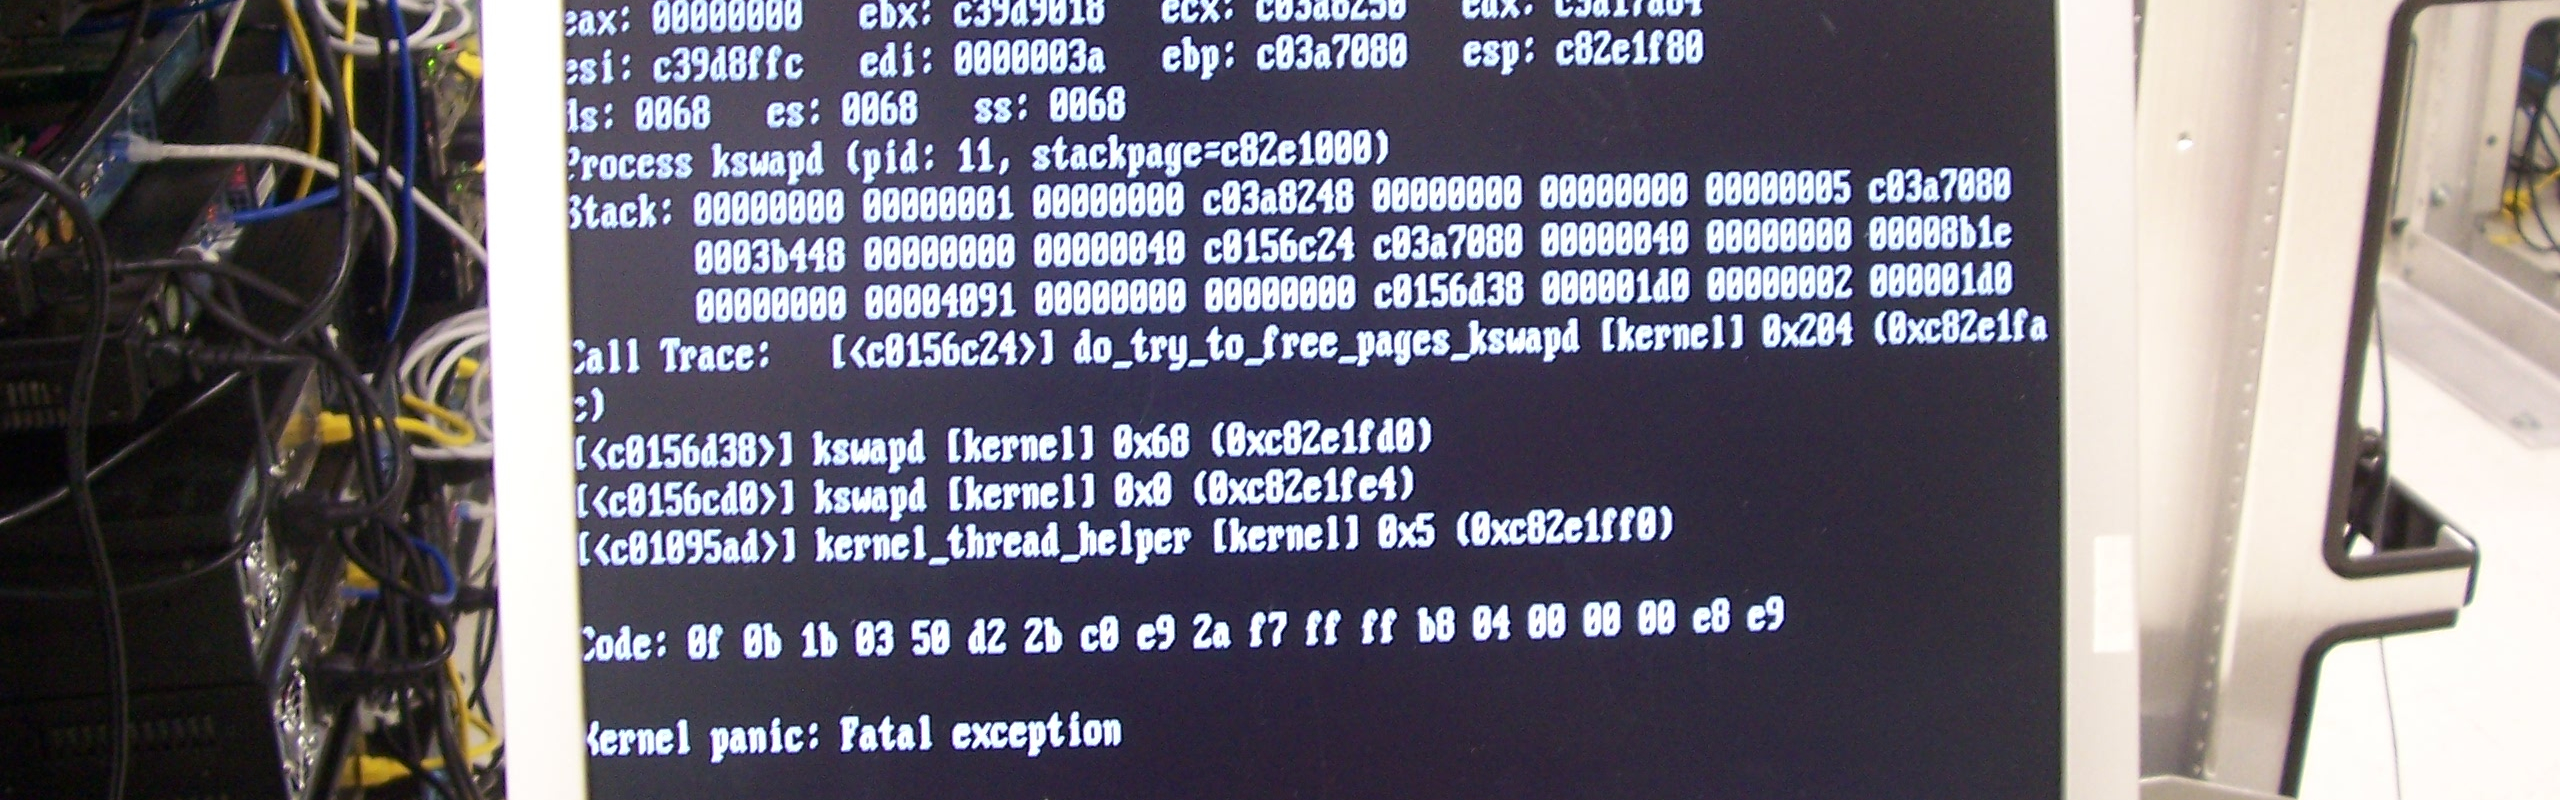 eax: 00000000 ebx: c39d9018 ecx: c03a8250 edx: c3a17a64
esi: c39d8ffc edi: 0000003a ebp: c03a7080 esp: c82e1f80
ds: 0068 es: 0068 ss: 0068
Process kswapd (pid: 11, stackpage=c82e1000)
Stack: 00000000 00000001 00000000 c03a8248 00000000 00000000 00000005 c03a7080
0003b448 00000000 00000040 c0156c24 c03a7080 00000040 00000000 00008b1e
00000000 00004091 00000000 00000000 c0156d38 000001d0 00000002 000001d0
Call Trace: [<c0156c24>] do_try_to_free_pages_kswapd [kernel] 0x204 (0xc82e1fa
c)
[<c0156d38>] kswapd [kernel] 0x68 (0xc82e1fd0)
[<c0156cd0>] kswapd [kernel] 0x0 (0xc82e1fe4)
[<c01095ad>] kernel_thread_helper [kernel] 0x5 (0xc82e1ff0)
Code: 0f 0b 1b 03 50 d2 2b c0 e9 2a f7 ff ff b8 04 00 00 00 e8 e9
Kernel panic: Fatal exception